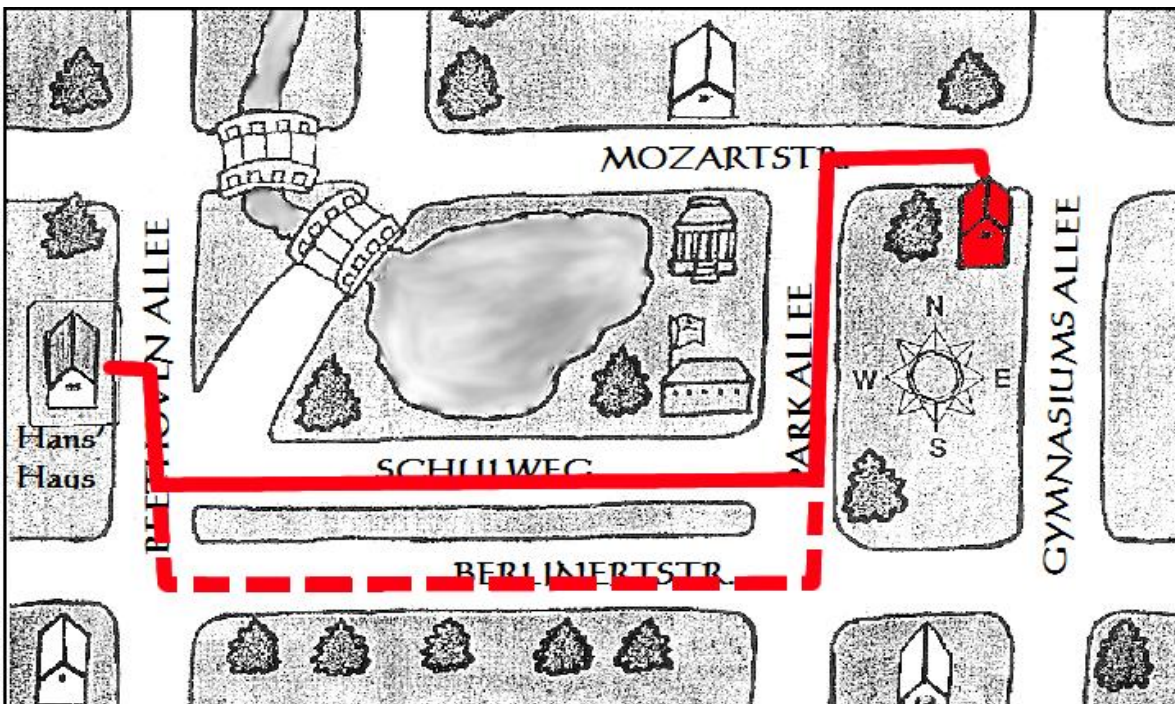 MOZARTSTR.
BEETHOVEN ALLEE
PARKALLEE
GYMNASIUMS ALLEE
N
W
E
S
Hans'
Haus
SCHULWEG
BERLINERTSTR.